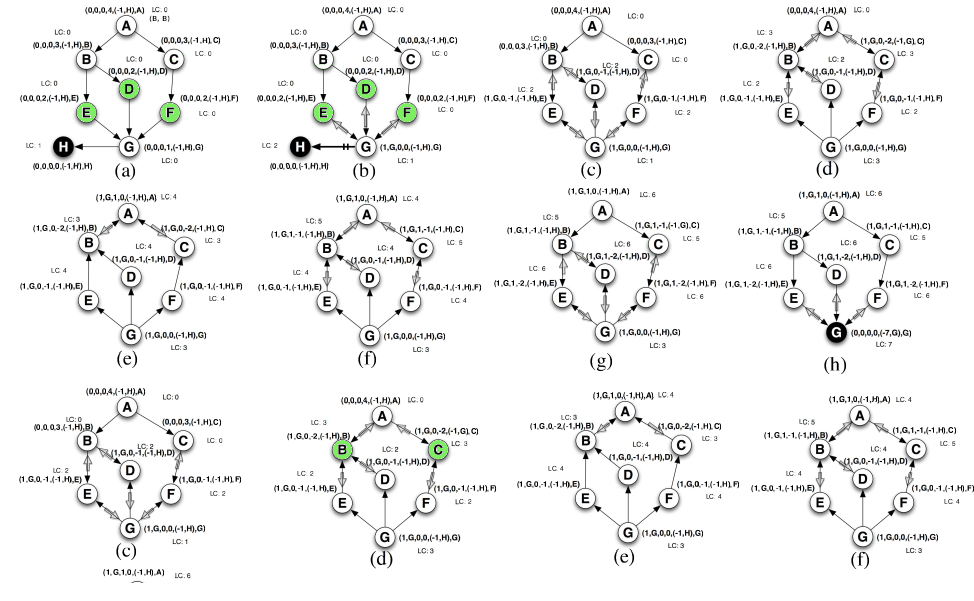 (0,0,0,4,(-1,H),A) LC: 0
(B, B)
A
LC: 0
(0,0,0,3,(-1,H),B) (0,0,0,3,(-1,H),C)
B C
LC: 0 LC: 0
(0,0,0,2,(-1,H),D)
LC: 0
D
(0,0,0,2,(-1,H),E) (0,0,0,2,(-1,H),F)
E F
LC: 0
LC: 1 H G (0,0,0,1,(-1,H),G)
LC: 0
(0,0,0,0,(-1,H),H)
(a)
(0,0,0,4,(-1,H),A) LC: 0
A
LC: 0
(0,0,0,3,(-1,H),B) (0,0,0,3,(-1,H),C)
B C
LC: 0 LC: 0
(0,0,0,2,(-1,H),D)
LC: 0
D
(0,0,0,2,(-1,H),E) (0,0,0,2,(-1,H),F)
E F
LC: 0
LC: 2 H G (1,G,0,0,(-1,H),G)
LC: 1
(0,0,0,0,(-1,H),H)
(b)
(0,0,0,4,(-1,H),A) LC: 0
A
LC: 0
(0,0,0,3,(-1,H),B) (0,0,0,3,(-1,H),C)
B C
LC: 2 LC: 0
(1,G,0,-1,(-1,H),D)
LC: 2
D
(1,G,0,-1,(-1,H),E) (1,G,0,-1,(-1,H),F)
E F
LC: 2
G (1,G,0,0,(-1,H),G)
LC: 1
(c)
(0,0,0,4,(-1,H),A) LC: 0
A
LC: 3
(1,G,0,-2,(-1,H),B) (1,G,0,-2,(-1,G),C)
B C
LC: 2 LC: 3
(1,G,0,-1,(-1,H),D)
LC: 2
D
(1,G,0,-1,(-1,H),E) (1,G,0,-1,(-1,H),F)
E F
LC: 2
G (1,G,0,0,(-1,H),G)
LC: 3
(d)
(1,G,1,0,(-1,H),A) LC: 4
A
LC: 3
(1,G,0,-2,(-1,H),B) (1,G,0,-2,(-1,H),C)
B C
LC: 4 LC: 3
(1,G,0,-1,(-1,H),D)
LC: 4
D
(1,G,0,-1,(-1,H),E) (1,G,0,-1,(-1,H),F)
E F
LC: 4
G (1,G,0,0,(-1,H),G)
LC: 3
(e)
(1,G,1,0,(-1,H),A) LC: 4
A
LC: 5
(1,G,1,-1,(-1,H),B) (1,G,1,-1,(-1,H),C)
B C
LC: 4 LC: 5
(1,G,0,-1,(-1,H),D)
LC: 4
D
(1,G,0,-1,(-1,H),E) (1,G,0,-1,(-1,H),F)
E F
LC: 4
G (1,G,0,0,(-1,H),G)
LC: 3
(f)
(1,G,1,0,(-1,H),A) LC: 6
A
LC: 5
(1,G,1,-1,(-1,H),B) (1,G,1,-1,(-1,G),C)
B C
LC: 6 LC: 5
(1,G,1,-2,(-1,H),D)
LC: 6
D
(1,G,1,-2,(-1,H),E) (1,G,1,-2,(-1,H),F)
E F
LC: 6
G (1,G,0,0,(-1,H),G)
LC: 3
(g)
(1,G,1,0,(-1,H),A) LC: 6
A
LC: 5
(1,G,1,-1,(-1,H),B) (1,G,1,-1,(-1,H),C)
B C
LC: 6 LC: 5
(1,G,1,-2,(-1,H),D)
LC: 6
D
(1,G,1,-2,(-1,H),E) (1,G,1,-2,(-1,H),F)
E F
LC: 6
G (0,0,0,0,(-7,G),G)
LC: 7
(h)
(0,0,0,4,(-1,H),A) LC: 0
A
LC: 0
(0,0,0,3,(-1,H),B) (0,0,0,3,(-1,H),C)
B C
LC: 2 LC: 0
(1,G,0,-1,(-1,H),D)
LC: 2
D
(1,G,0,-1,(-1,H),E) (1,G,0,-1,(-1,H),F)
E F
LC: 2
G (1,G,0,0,(-1,H),G)
LC: 1
(c)
(0,0,0,4,(-1,H),A) LC: 0
A
LC: 3
(1,G,0,-2,(-1,H),B) (1,G,0,-2,(-1,G),C)
B C
LC: 2 LC: 3
(1,G,0,-1,(-1,H),D)
LC: 2
D
(1,G,0,-1,(-1,H),E) (1,G,0,-1,(-1,H),F)
E F
LC: 2
G (1,G,0,0,(-1,H),G)
LC: 3
(d)
(1,G,1,0,(-1,H),A) LC: 4
A
LC: 3
(1,G,0,-2,(-1,H),B) (1,G,0,-2,(-1,H),C)
B C
LC: 4 LC: 3
(1,G,0,-1,(-1,H),D)
LC: 4
D
(1,G,0,-1,(-1,H),E) (1,G,0,-1,(-1,H),F)
E F
LC: 4
G (1,G,0,0,(-1,H),G)
LC: 3
(e)
(1,G,1,0,(-1,H),A) LC: 4
A
LC: 5
(1,G,1,-1,(-1,H),B) (1,G,1,-1,(-1,H),C)
B C
LC: 4 LC: 5
(1,G,0,-1,(-1,H),D)
LC: 4
D
(1,G,0,-1,(-1,H),E) (1,G,0,-1,(-1,H),F)
E F
LC: 4
G (1,G,0,0,(-1,H),G)
LC: 3
(f)
(1,G,1,0,(-1,H),A) LC: 6